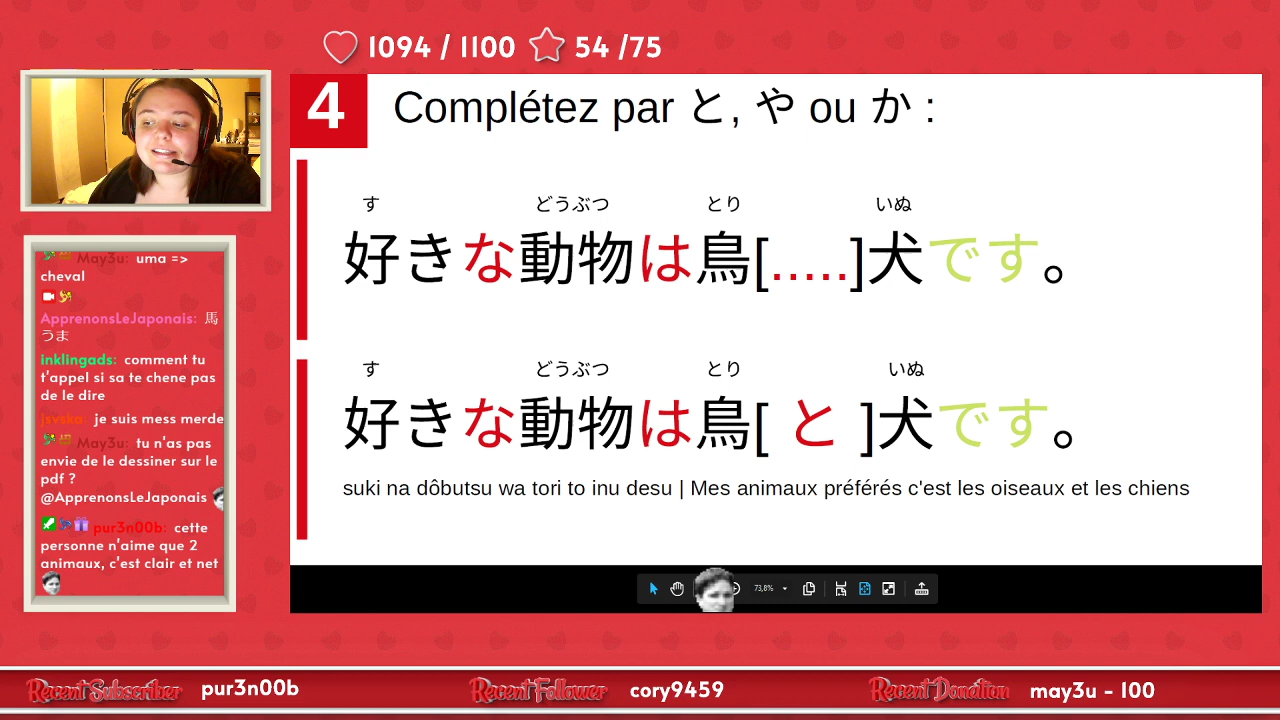 1094 / 1100
54 /75
4
Complétez par と, や ou か :
す どうぶつ とり いぬ
好きな動物は鳥[.....]犬です。
す どうぶつ とり いぬ
好きな動物は鳥[ と ]犬です。
suki na dôbutsu wa tori to inu desu | Mes animaux préférés c'est les oiseaux et les chiens
73,8%
May3u: uma =>
cheval
ApprenonsLeJaponais: 馬
うま
inklingads: comment tu
t'appel si sa te chene pas
de le dire
je suis mess merde
May3u: tu n'as pas
envie de le dessiner sur le
pdf ?
@ApprenonsLeJaponais
pur3n00b: cette
personne n'aime que 2
animaux, c'est clair et net
Recent Subscriber pur3n00b
Recent Follower cory9459
Recent Donation may3u - 100